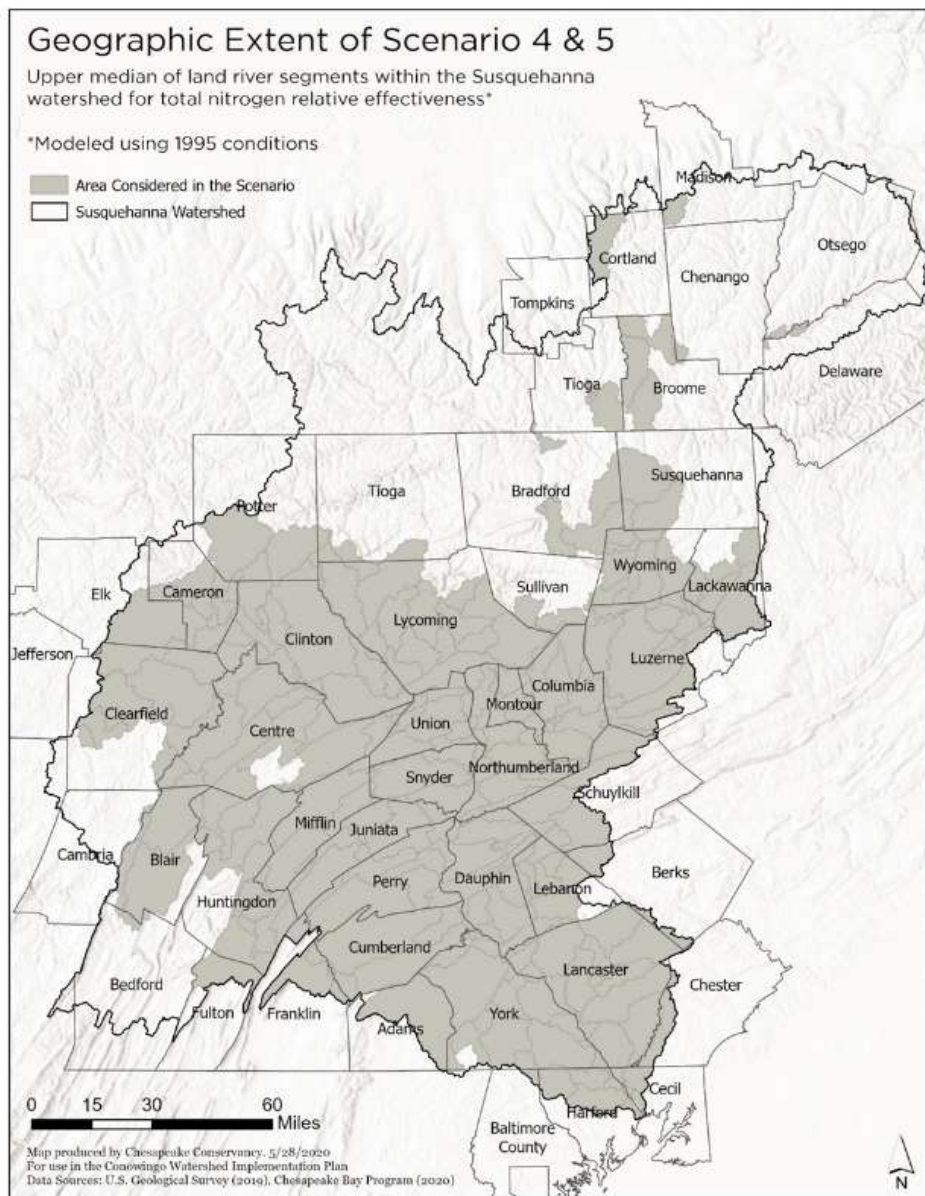 Geographic Extent of Scenario 4 & 5
Upper median of land river segments within the Susquehanna
watershed for total nitrogen relative effectiveness*
*Modeled using 1995 conditions
Area Considered in the Scenario
Susquehanna Watershed
Madison
Cortland
Otsego
Chenango
Tompkins
Delaware
Tioga
Broome
Susquehanna
Tioga
Bradford
Potter
Wyoming
Sullivan
Lackawanna
Elk
Cameron
Lycoming
Clinton
Jefferson
Luzerne
Columbia
Montour
Clearfield
Union
Centre
Northumberland
Snyder
Schuylkill
Mifflin
Juniata
Cambria
Blair
Berks
Perry
Dauphin
Lebanon
Huntingdon
Cumberland
Lancaster
Bedford
Chester
Fulton
Franklin
York
Adams
Cecil
Harford
Baltimore
County
0 15 30 60
Miles
Map produced by Chesapeake Conservancy. 5/28/2020
For use in the Conowingo Watershed Implementation Plan
Data Sources: U.S. Geological Survey (2019), Chesapeake Bay Program (2020)
N